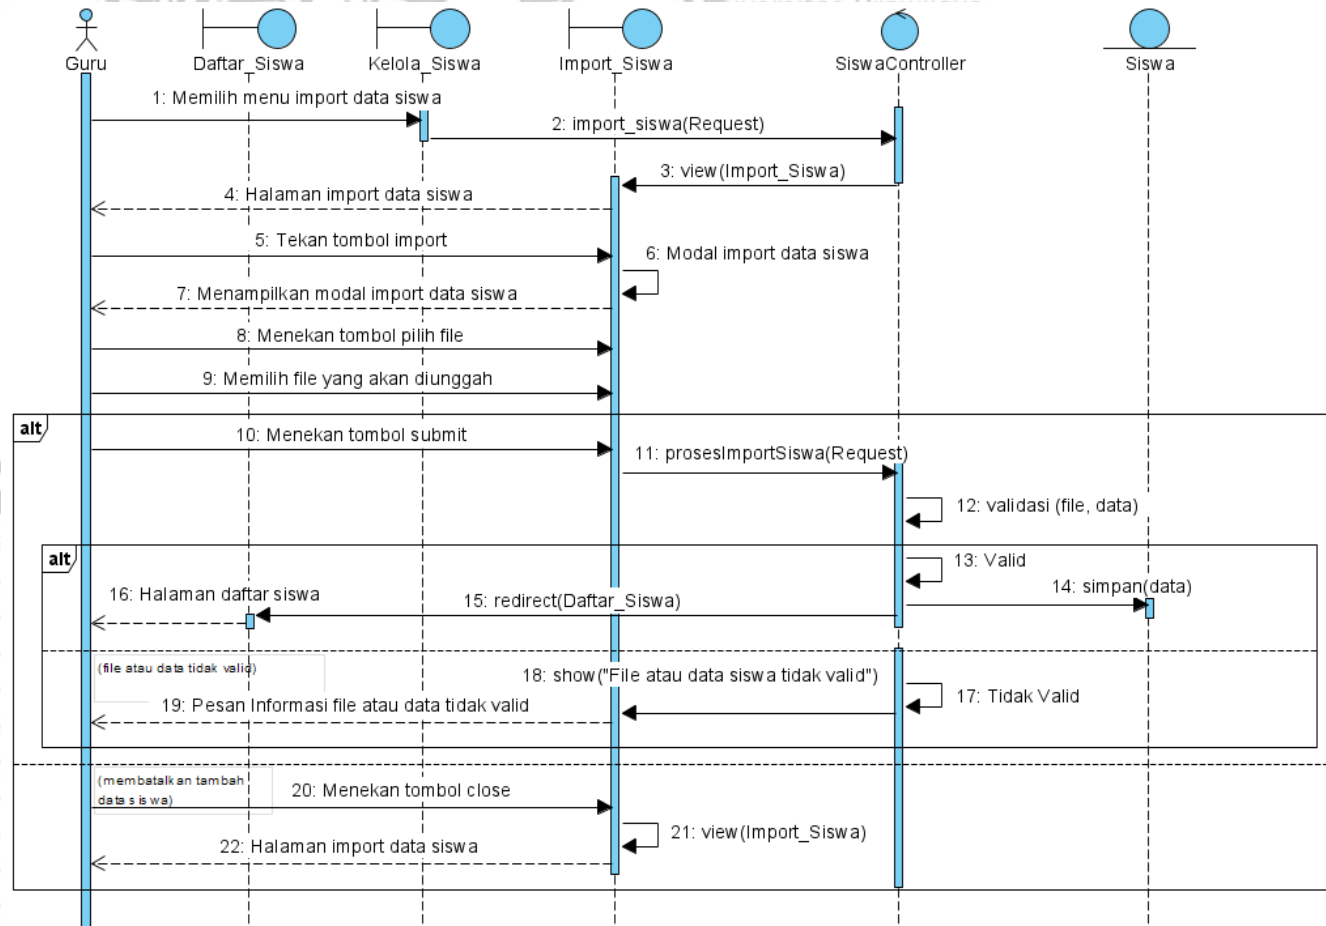 Guru
Daftar_Siswa
Kelola_Siswa
Import_Siswa
SiswaController
Siswa
1: Memilih menu import data siswa
2: import_siswa(Request)
3: view(Import_Siswa)
4: Halaman import data siswa
5: Tekan tombol import
6: Modal import data siswa
7: Menampilkan modal import data siswa
8: Menekan tombol pilih file
9: Memilih file yang akan diunggah
alt
10: Menekan tombol submit
11: prosesImportSiswa(Request)
12: validasi (file, data)
alt
13: Valid
14: simpan(data)
15: redirect(Daftar_Siswa)
16: Halaman daftar siswa
(file atau data tidak valid)
18: show("File atau data siswa tidak valid")
17: Tidak Valid
19: Pesan Informasi file atau data tidak valid
(membatalkan tambah
data siswa)
20: Menekan tombol close
21: view(Import_Siswa)
22: Halaman import data siswa